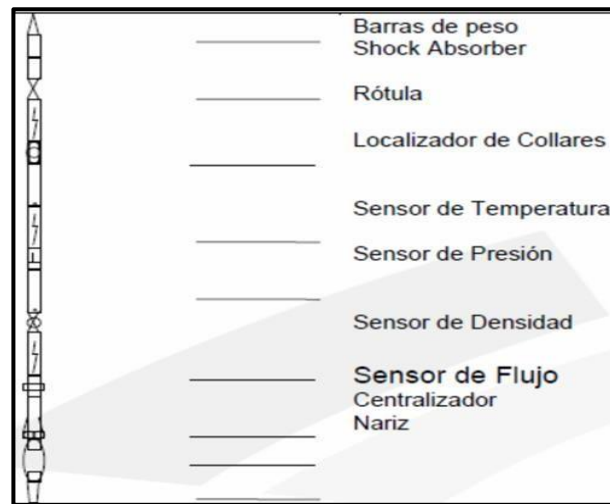 Barras de peso
Shock Absorber
Rótula
Localizador de Collares
Sensor de Temperatura
Sensor de Presión
Sensor de Densidad
Sensor de Flujo
Centralizador
Nariz